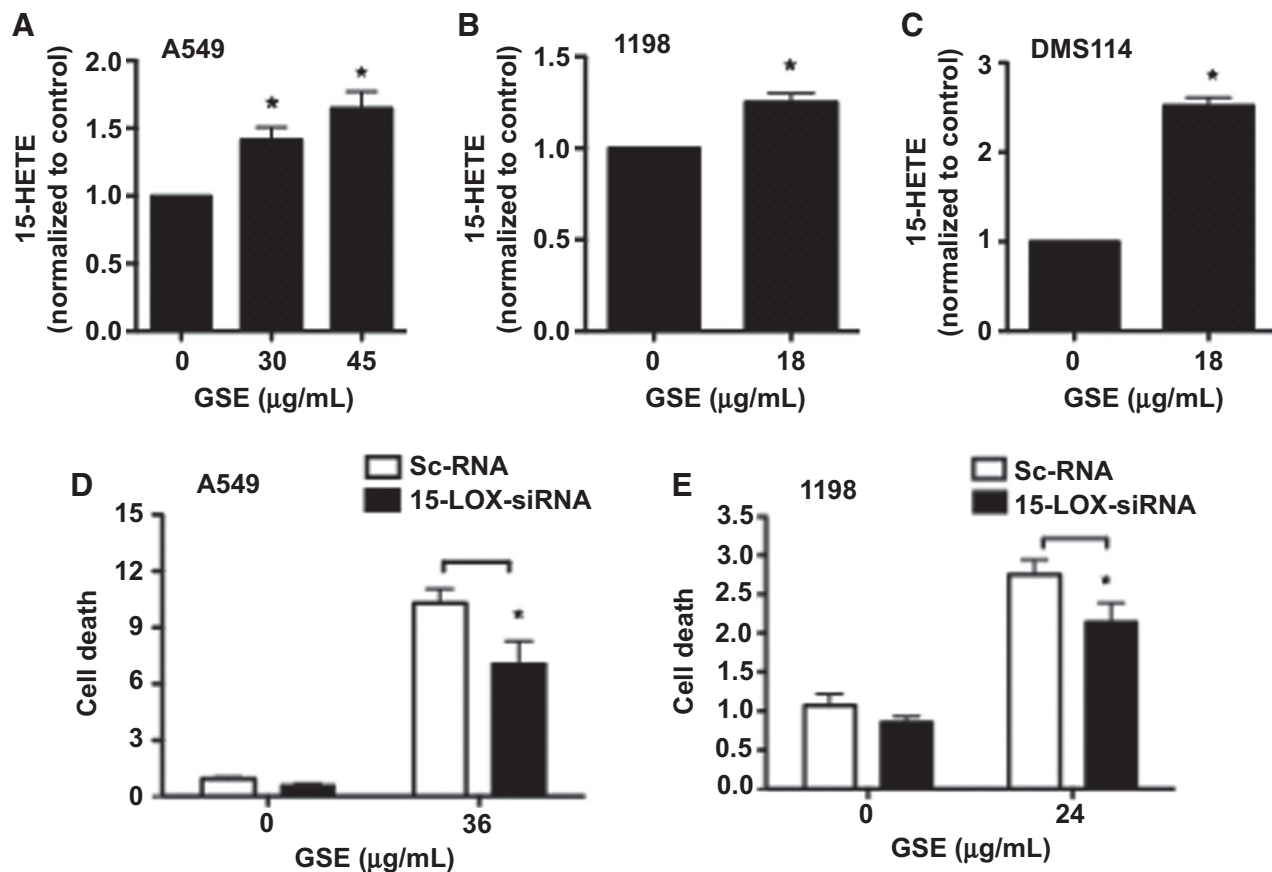 A
A549
15-HETE
(normalized to control)
2.0
1.5
1.0
0.5
0.0
*
*
0
30
45
GSE (μg/mL)
B
1198
15-HETE
(normalized to control)
1.5
1.0
0.5
0.0
*
0
18
GSE (μg/mL)
C
DMS114
15-HETE
(normalized to control)
3
2
1
0
*
0
18
GSE (μg/mL)
D
A549
Sc-RNA
15-LOX-siRNA
Cell death
15
12
9
6
3
0
*
0
36
GSE (μg/mL)
E
1198
Sc-RNA
15-LOX-siRNA
Cell death
3.5
3.0
2.5
2.0
1.5
1.0
0.5
0.0
*
0
24
GSE (μg/mL)